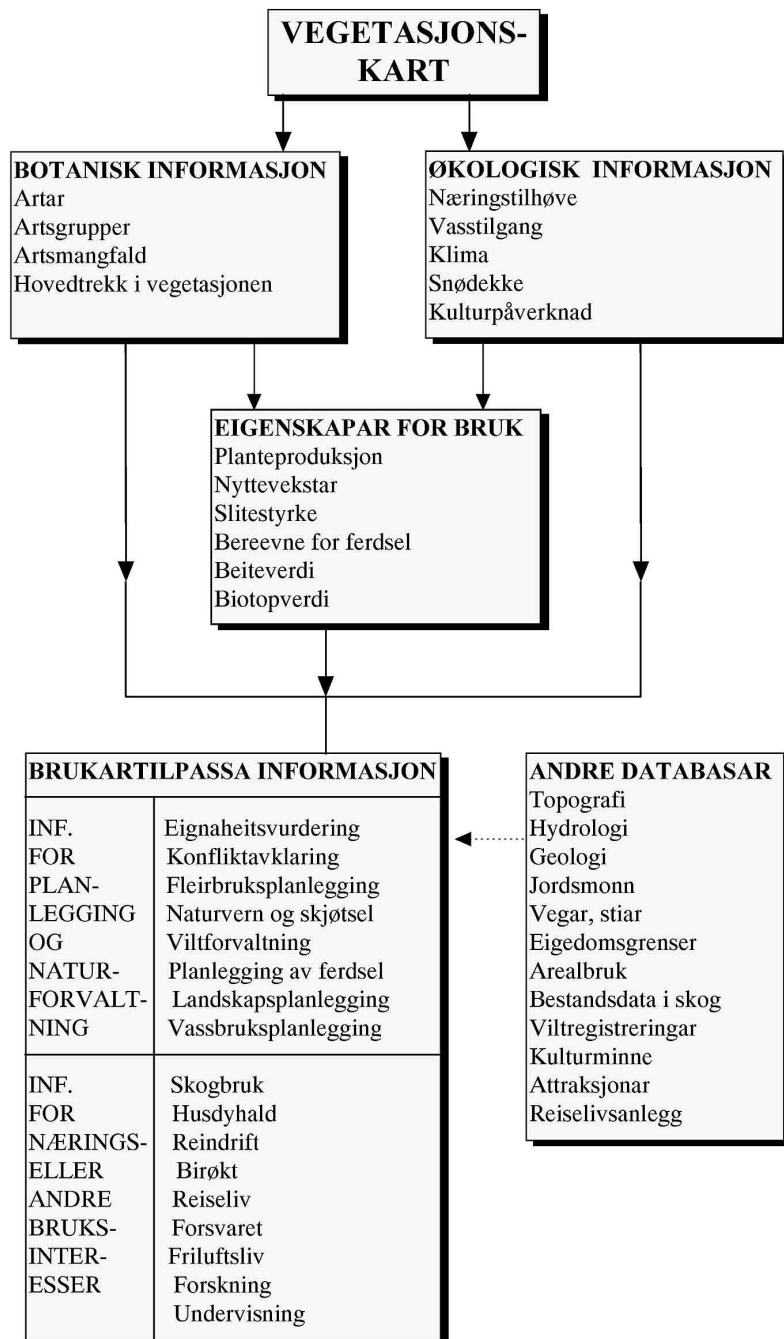 VEGETASJONS-
KART
BOTANISK INFORMASJON
Artar
Artsgrupper
Artsmangfald
Hovedtrekk i vegetasjonen
ØKOLOGISK INFORMASJON
Næringstilhøve
Vasstilgang
Klima
Snødekke
Kulturpåverknad
EIGENSKAPAR FOR BRUK
Planteproduksjon
Nyttevekstar
Slitestyrke
Bereevne for ferdsel
Beiteverdi
Biotopverdi
BRUKARTILPASSA INFORMASJON
INF.
FOR
PLAN-
LEGGING
OG
NATUR-
FORVALT-
NING
Eignaheitsvurdering
Konfliktavklaring
Fleirbruksplanlegging
Naturvern og skjøtsel
Viltforvaltning
Planlegging av ferdsel
Landskapsplanlegging
Vassbruksplanlegging
INF.
FOR
NÆRINGS-
ELLER
ANDRE
BRUKS-
INTER-
ESSER
Skogbruk
Husdyhald
Reindrift
Birøkt
Reiseliv
Forsvaret
Friluftsliv
Forskning
Undervisning
ANDRE DATABASAR
Topografi
Hydrologi
Geologi
Jordsmonn
Vegar, stiar
Eigedomsgrenser
Arealbruk
Bestandsdata i skog
Viltregistreringar
Kulturminne
Attraksjonar
Reiselivsanlegg